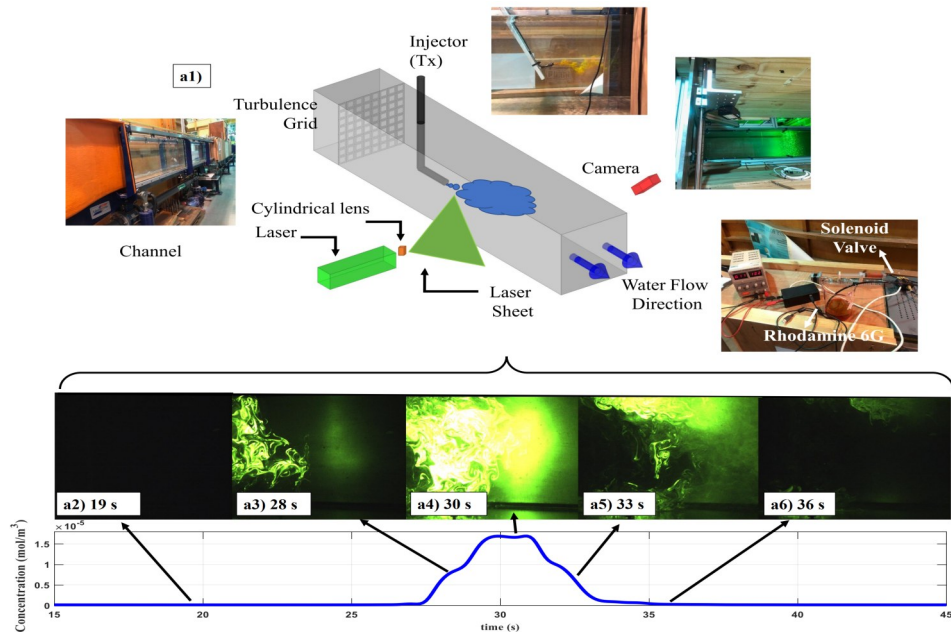 a1)
Injector
(Tx)
Turbulence
Grid
Camera
Cylindrical lens
Laser
Channel
Laser
Sheet
Water Flow
Direction
Solenoid
Valve
Rhodamine 6G
a2) 19 s
a3) 28 s
a4) 30 s
a5) 33 s
a6) 36 s
× 10⁻⁵
Concentration (mol/m³)
1.5
1
0.5
0
15 20 25 30 35 40 45
time (s)